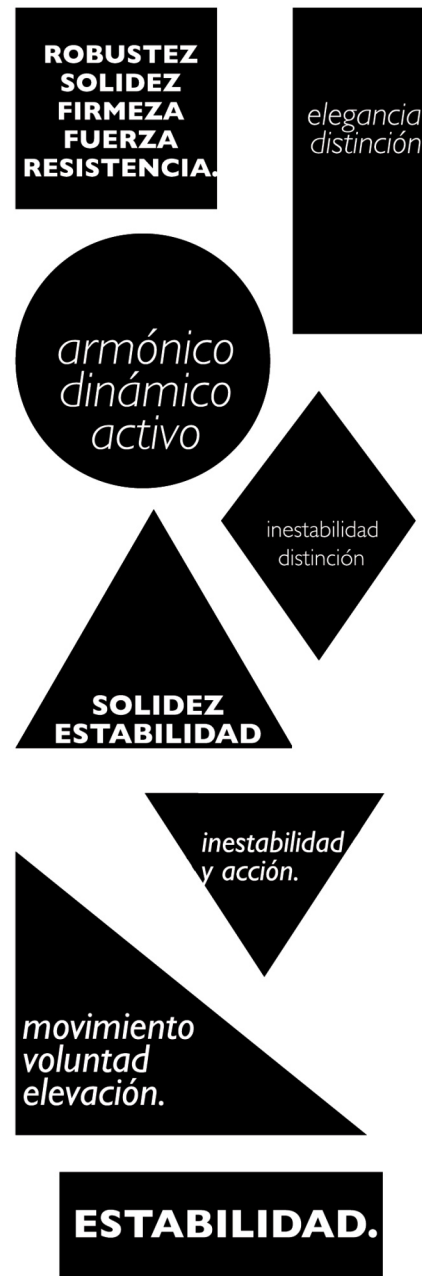 ROBUSTEZ
SOLIDEZ
FIRMEZA
FUERZA
RESISTENCIA.
elegancia
distinción
armónico
dinámico
activo
inestabilidad
distinción
SOLIDEZ
ESTABILIDAD
inestabilidad
y acción.
movimiento
voluntad
elevación.
ESTABILIDAD.